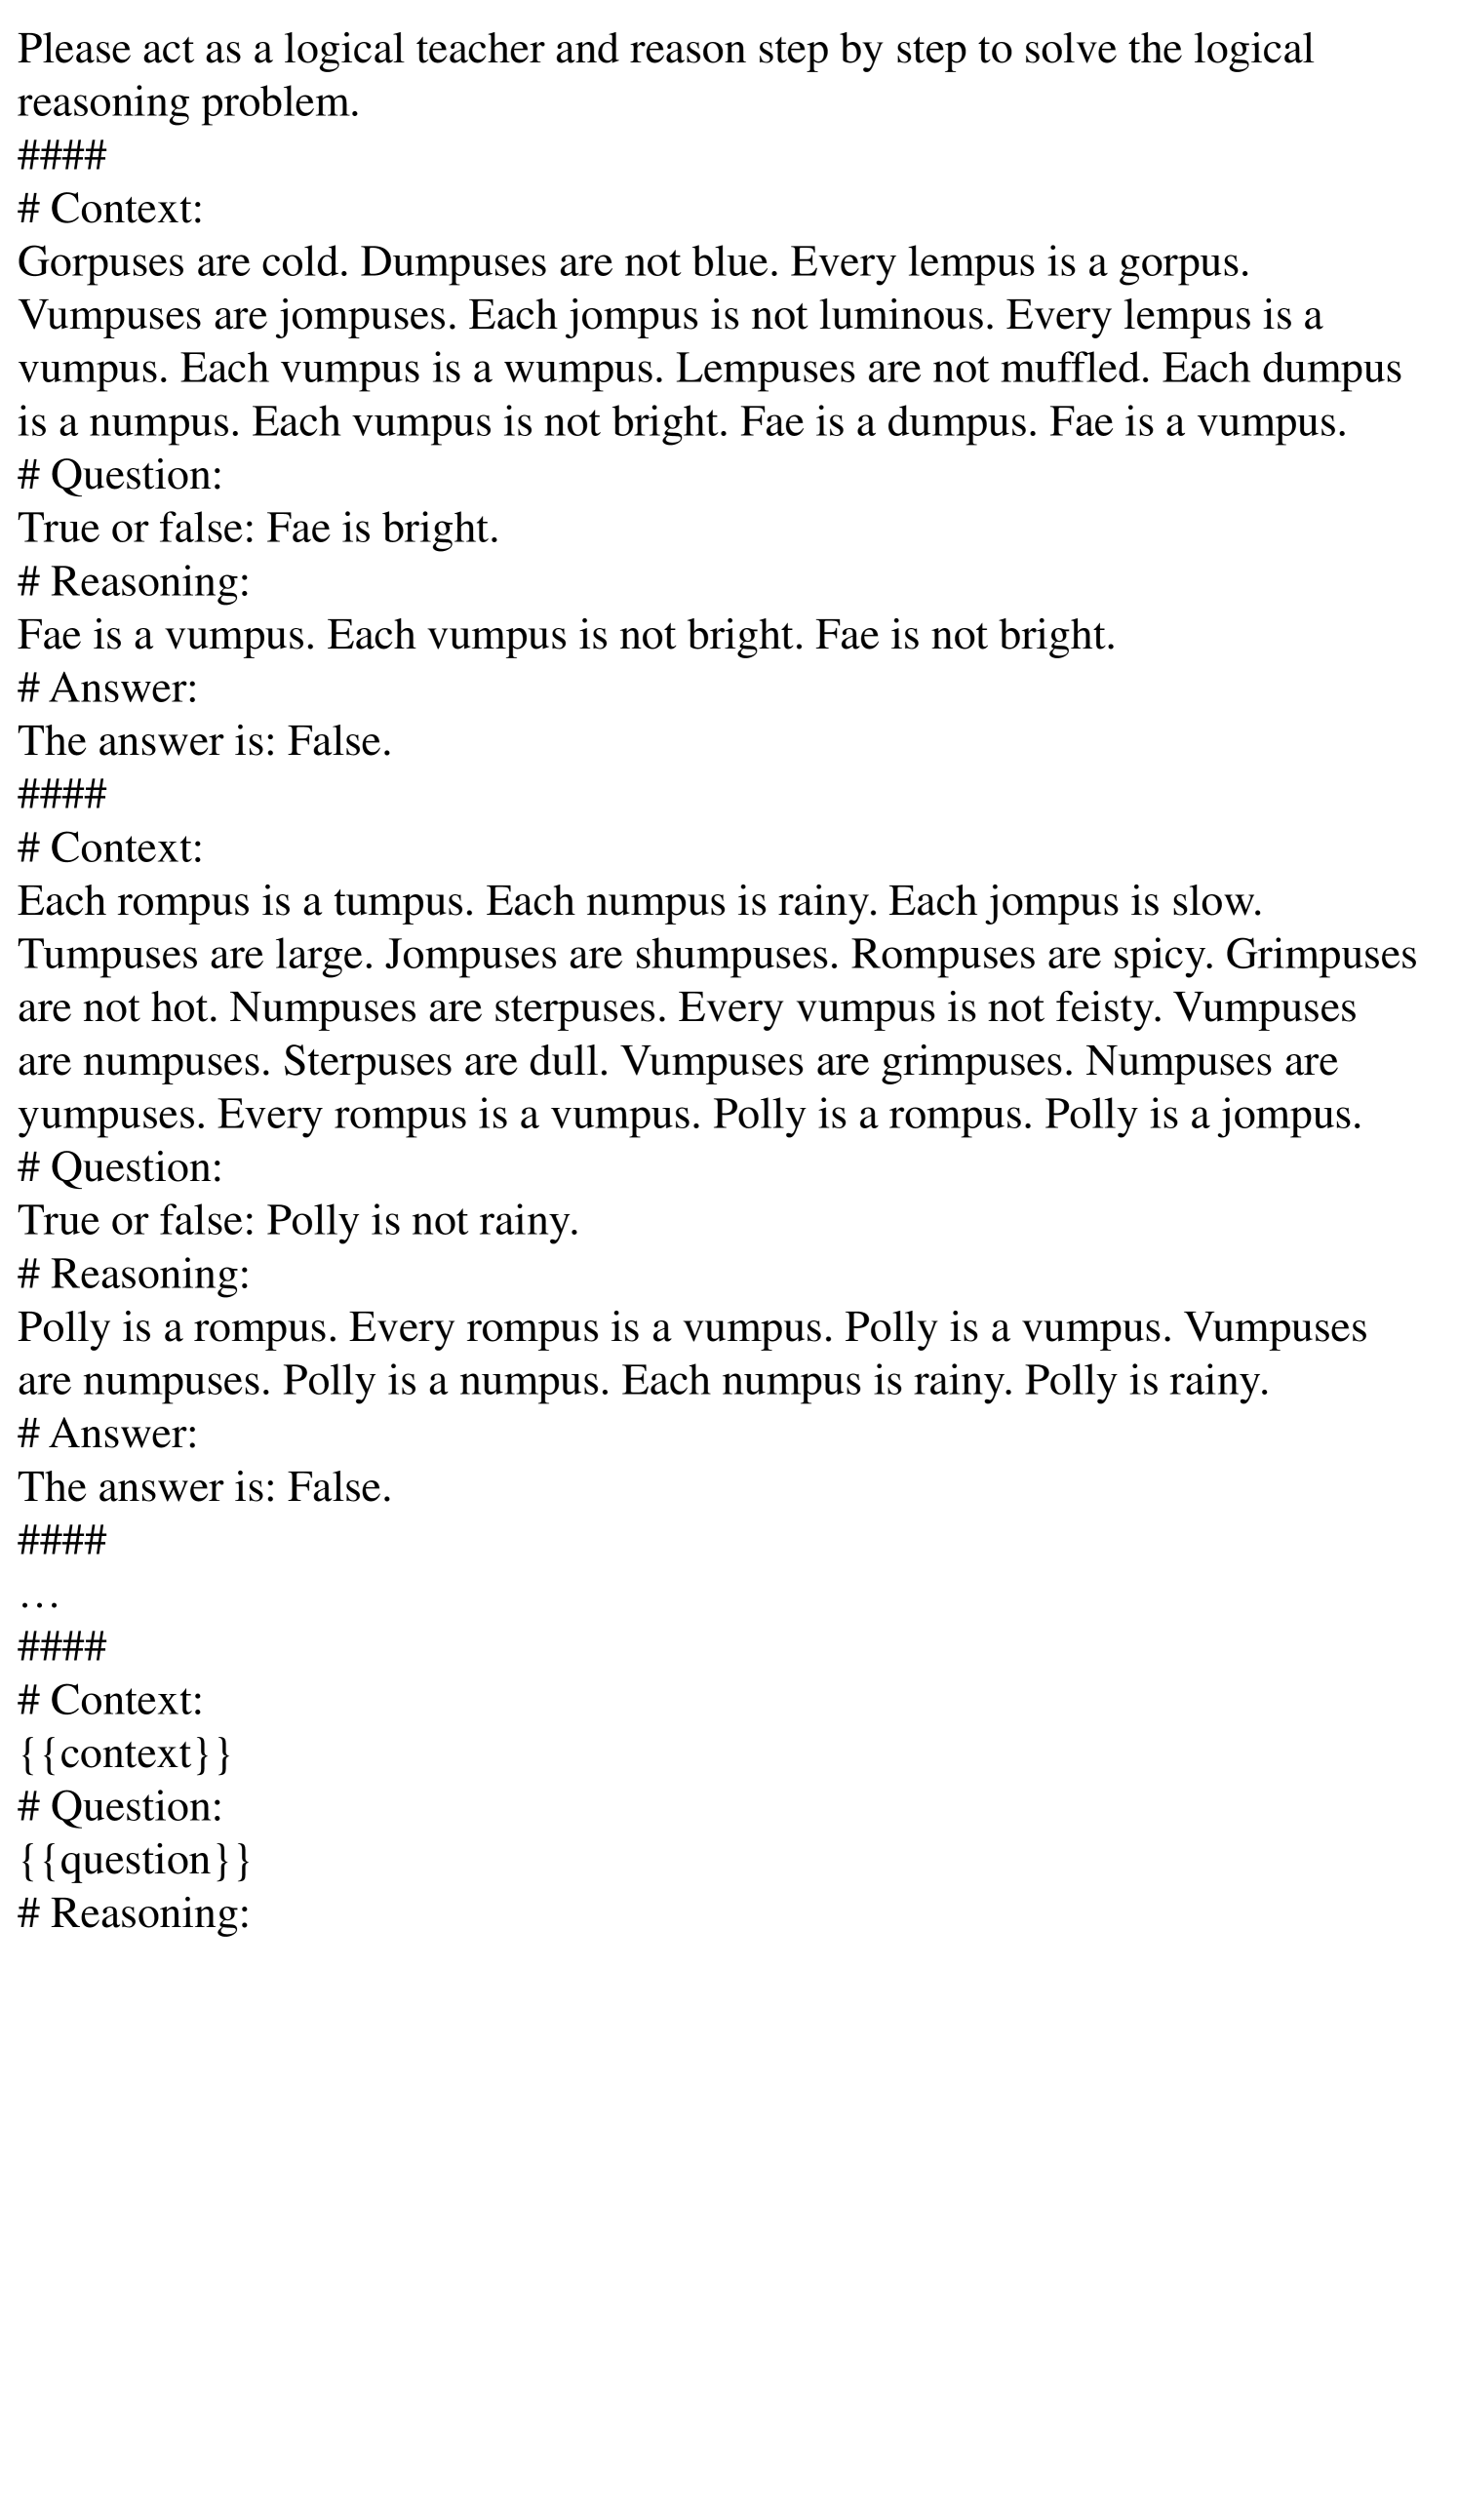 Please act as a logical teacher and reason step by step to solve the logical
reasoning problem.
####
# Context:
Gorpuses are cold. Dumpuses are not blue. Every lempus is a gorpus.
Vumpuses are jompuses. Each jompus is not luminous. Every lempus is a
vumpus. Each vumpus is a wumpus. Lempuses are not muffled. Each dumpus
is a numpus. Each vumpus is not bright. Fae is a dumpus. Fae is a vumpus.
# Question:
True or false: Fae is bright.
# Reasoning:
Fae is a vumpus. Each vumpus is not bright. Fae is not bright.
# Answer:
The answer is: False.
####
# Context:
Each rompus is a tumpus. Each numpus is rainy. Each jompus is slow.
Tumpuses are large. Jompuses are shumpuses. Rompuses are spicy. Grimpuses
are not hot. Numpuses are sterpuses. Every vumpus is not feisty. Vumpuses
are numpuses. Sterpuses are dull. Vumpuses are grimpuses. Numpuses are
yumpuses. Every rompus is a vumpus. Polly is a rompus. Polly is a jompus.
# Question:
True or false: Polly is not rainy.
# Reasoning:
Polly is a rompus. Every rompus is a vumpus. Polly is a vumpus. Vumpuses
are numpuses. Polly is a numpus. Each numpus is rainy. Polly is rainy.
# Answer:
The answer is: False.
####
…
####
# Context:
{{context}}
# Question:
{{question}}
# Reasoning: